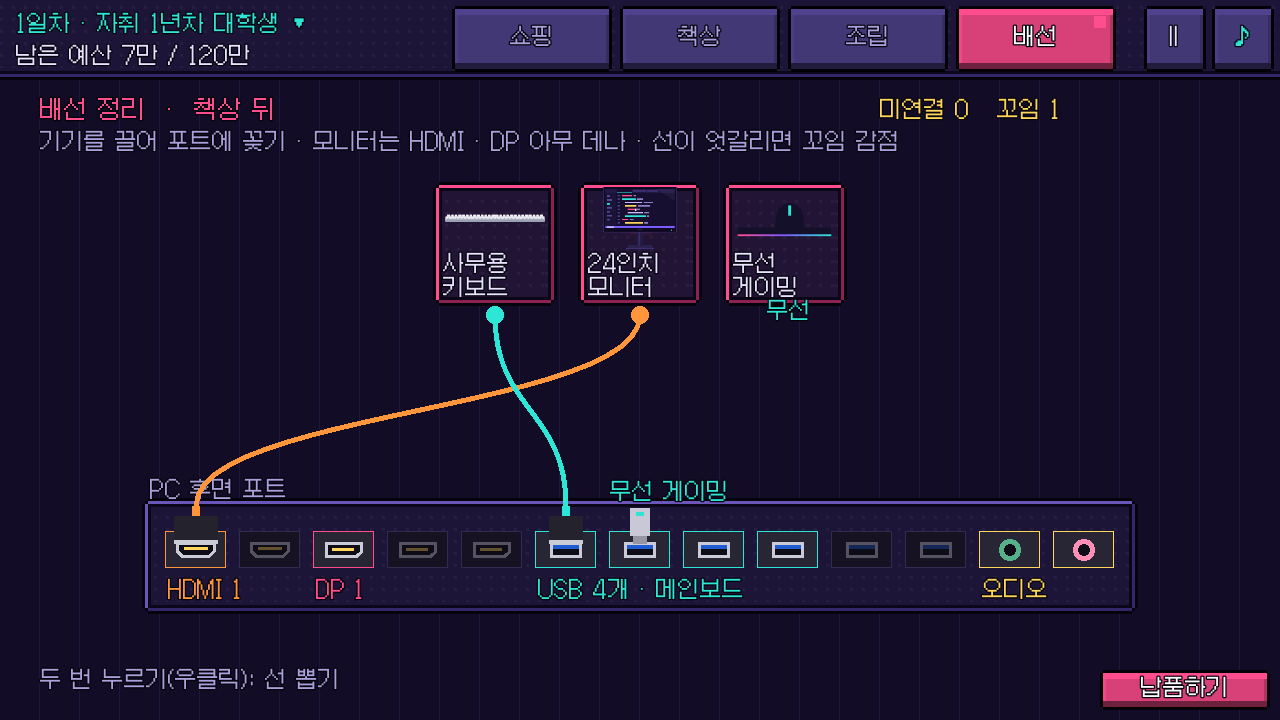 1일차 · 자취 1년차 대학생 ▼
남은 예산 7만 / 120만
쇼핑
책상
조립
배선
배선 정리 · 책상 뒤
미연결 0 꼬임 1
기기를 끌어 포트에 꽂기 · 모니터는 HDMI · DP 아무 데나 · 선이 엇갈리면 꼬임 감점
사무용
키보드
24인치
모니터
무선
게이밍
무선
PC 후면 포트
무선 게이밍
HDMI 1
DP 1
USB 4개 · 메인보드
오디오
두 번 누르기(우클릭): 선 뽑기
납품하기